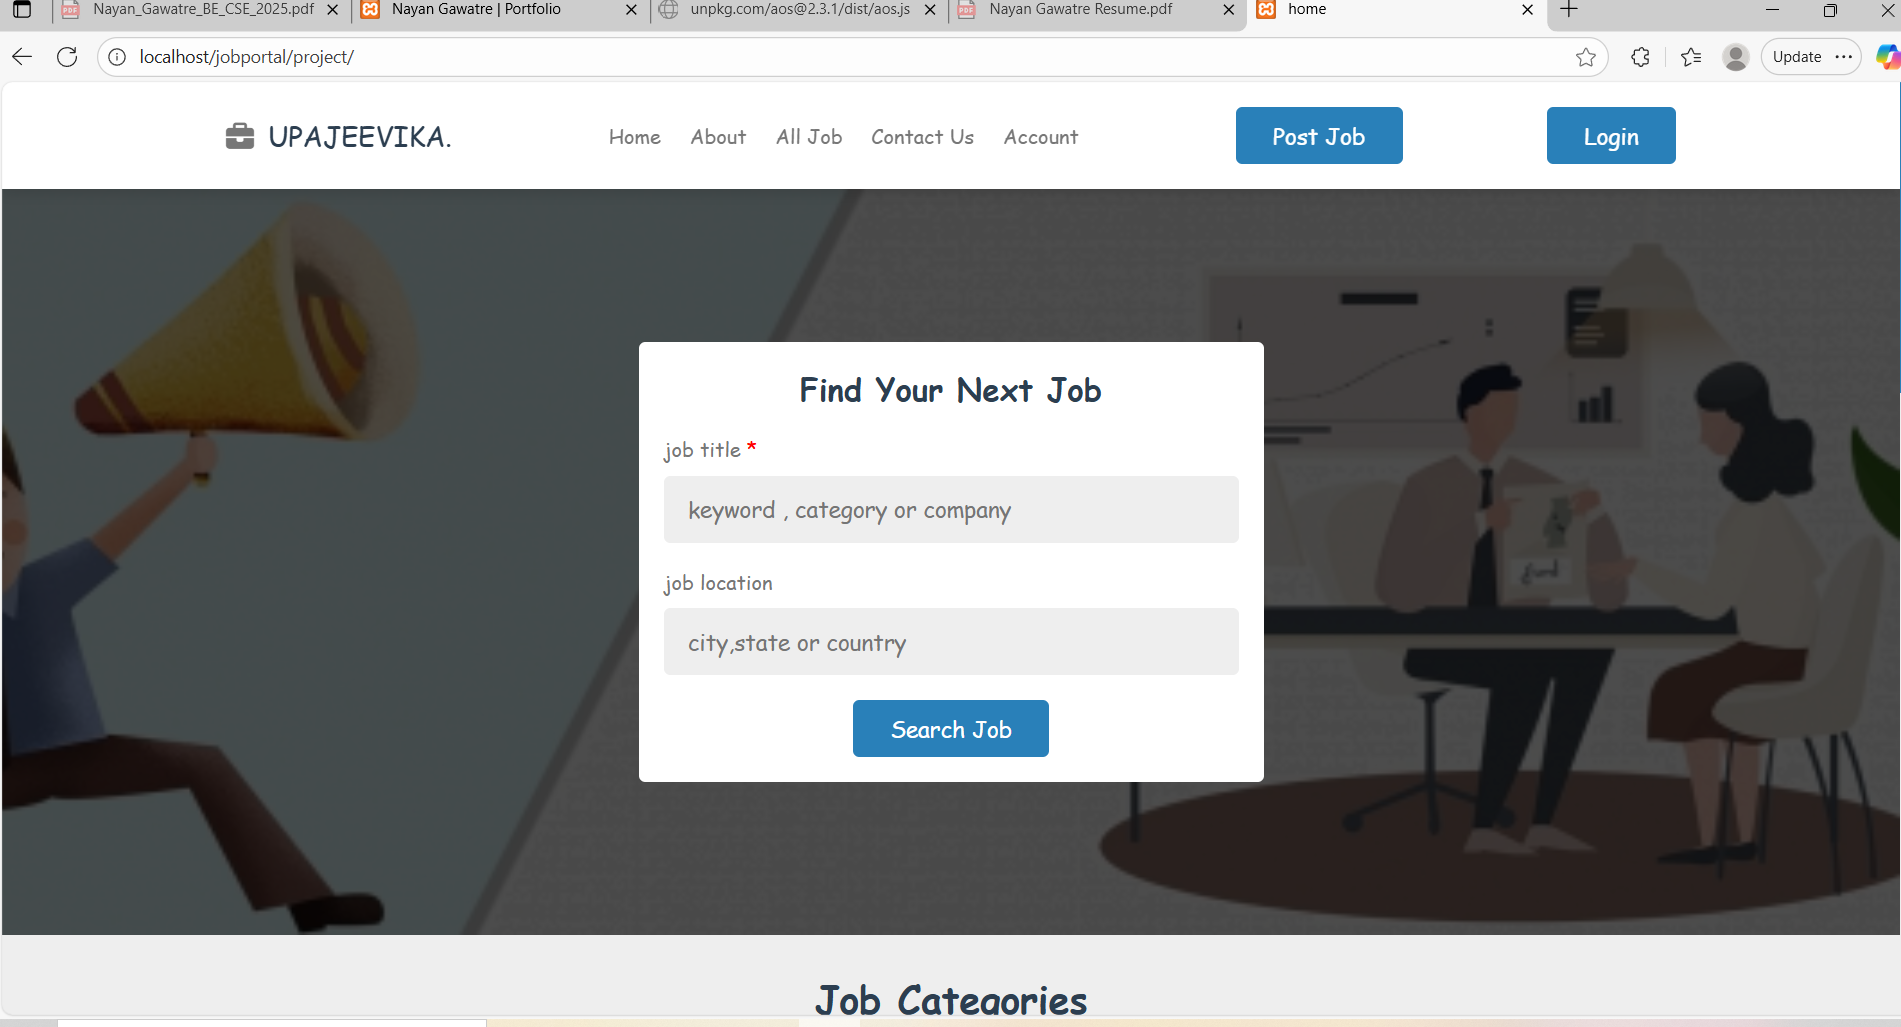 Nayan_Gawatre_BE_CSE_2025.pdf
Nayan Gawatre | Portfolio
unpkg.com/aos@2.3.1/dist/aos.js
Nayan Gawatre Resume.pdf
home
localhost/jobportal/project/
Update
UPAJEEVIKA.
Home
About
All Job
Contact Us
Account
Post Job
Login
Find Your Next Job
job title *
keyword , category or company
job location
city,state or country
Search Job
Job Categories